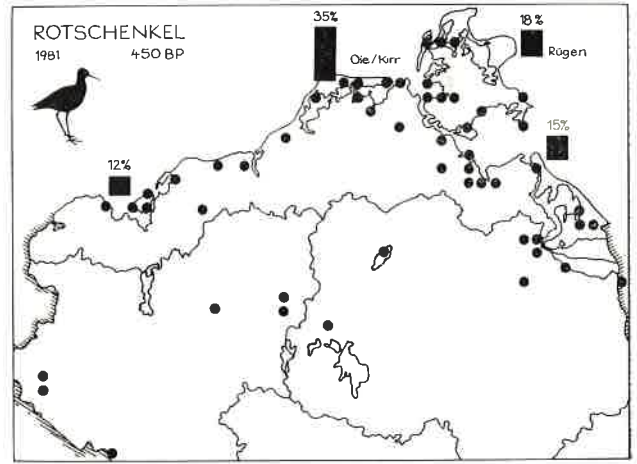 ROTSCHENKEL
1981 450 BP
35%
Oie/Kirr
18%
Rügen
15%
12%